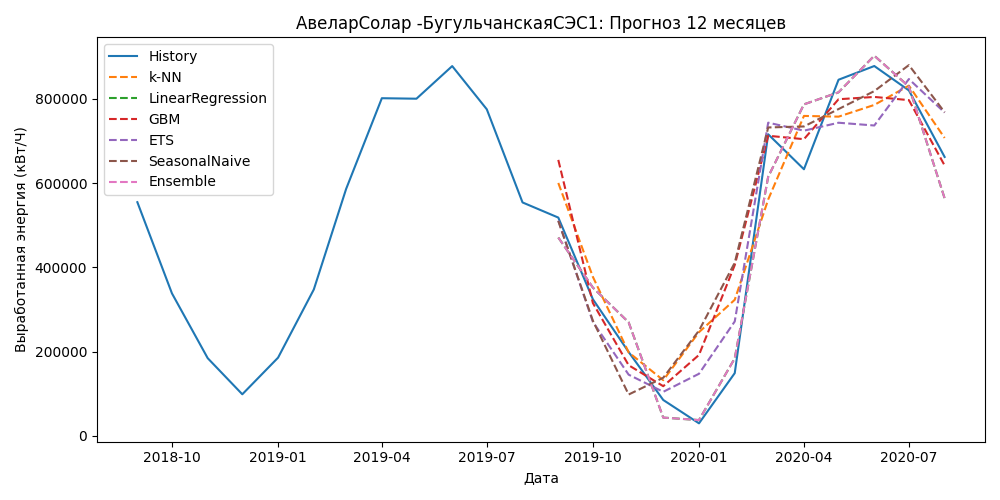 АвеларСолар -БугульчанскаяСЭС1: Прогноз 12 месяцев
History
k-NN
LinearRegression
GBM
ETS
SeasonalNaive
Ensemble
Выработанная энергия (кВт/Ч)
800000
600000
400000
200000
0
2018-10
2019-01
2019-04
2019-07
2019-10
2020-01
2020-04
2020-07
Дата